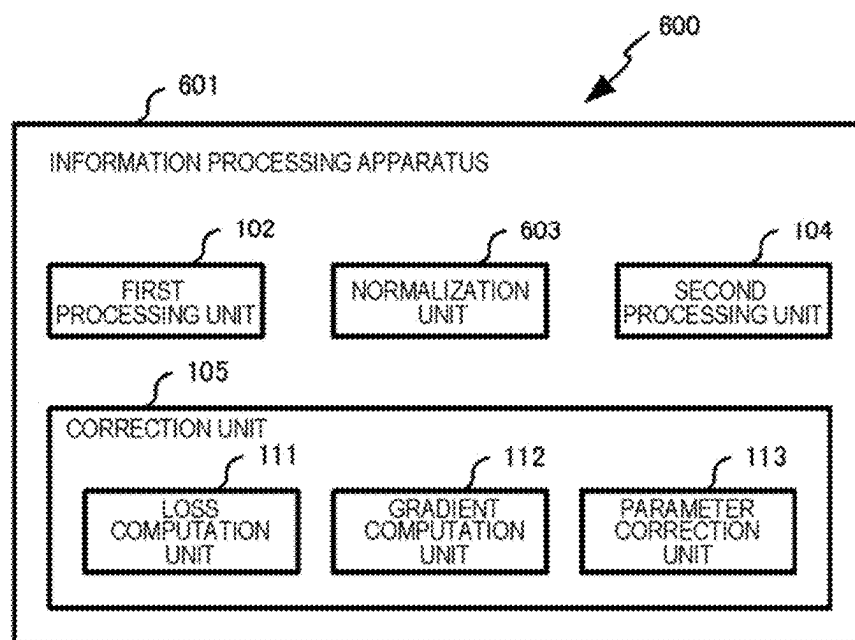 600
601
INFORMATION PROCESSING APPARATUS
102
603
104
FIRST
PROCESSING UNIT
NORMALIZATION
UNIT
SECOND
PROCESSING UNIT
105
CORRECTION UNIT
111
112
113
LOSS
COMPUTATION
UNIT
GRADIENT
COMPUTATION
UNIT
PARAMETER
CORRECTION
UNIT